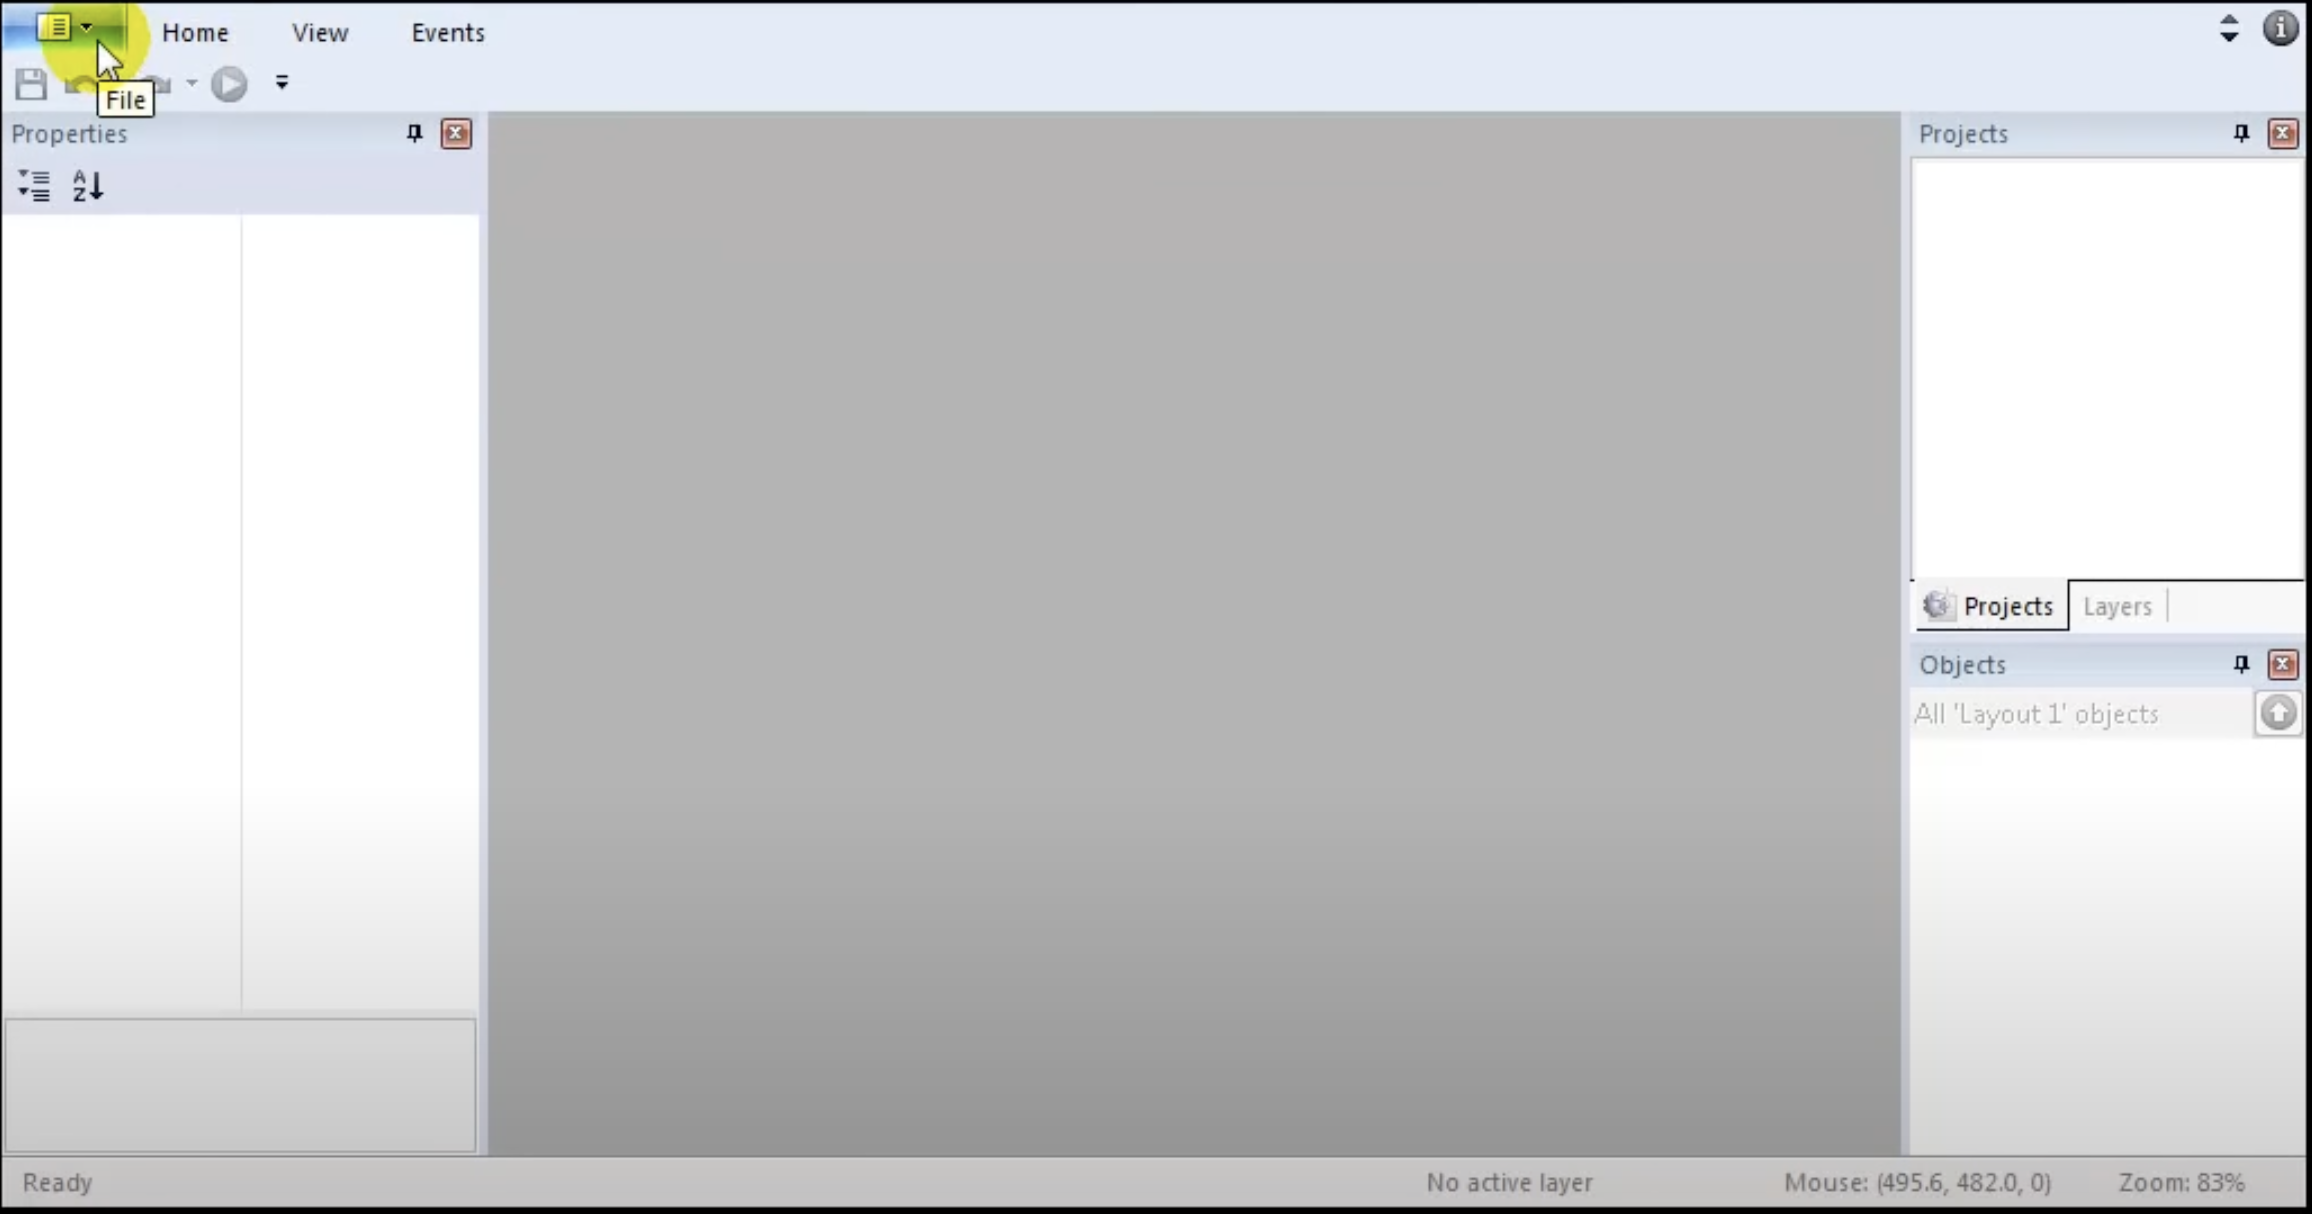 Home View Events
File
Properties
A
Z
Projects
Projects Layers
Objects
All 'Layout 1' objects
Ready No active layer Mouse: (495.6, 482.0, 0) Zoom: 83%